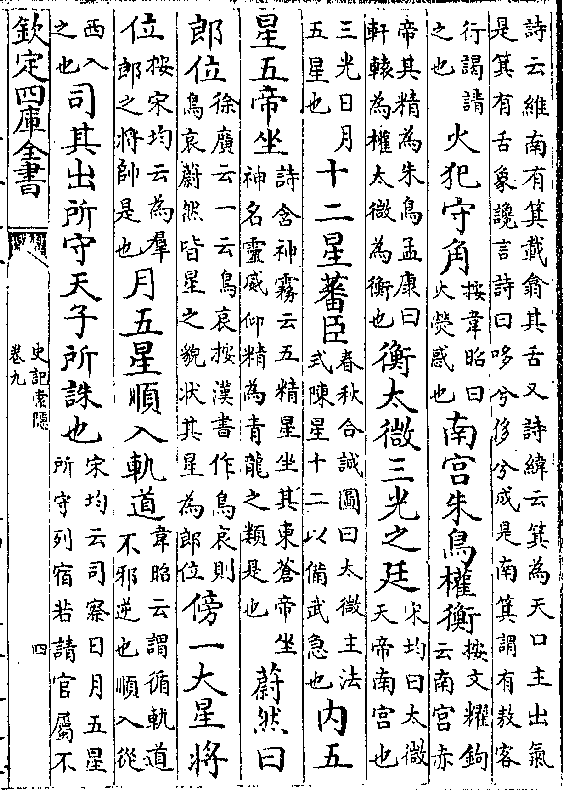 詩云維南有箕載翕其舌又詩緯云箕為天口主出氣
是箕有舌象讒言詩曰哆兮侈兮成是南箕謂有敖客
行謁請之也火犯守角按韋昭曰火熒惑也南宫朱鳥權衡按文耀鉤云南宫赤
帝其精為朱鳥孟康曰軒轅為權太微為衡也衡太微三光之廷宋均曰太微天帝南宫也
三光日月五星也十二星蕃臣春秋合誠圖曰太微主法式陳星十二以備武急也内五
星五帝坐詩含神霧云五精星坐其東蒼帝坐神名靈威仰精為青龍之類是也蔚然曰
郎位徐廣云一云鳥哀按漢書作鳥哀則鳥哀蔚然皆星之貌狀其星為郎位傍一大星將
位按宋均云為羣郎之將帥是也月五星順入軌道韋昭云謂循軌道不邪逆也順入從
西入之也司其出所守天子所誅也宋均云司察日月五星所守列宿若請官屬不
欽定四庫全書
史記索隱
卷九
四